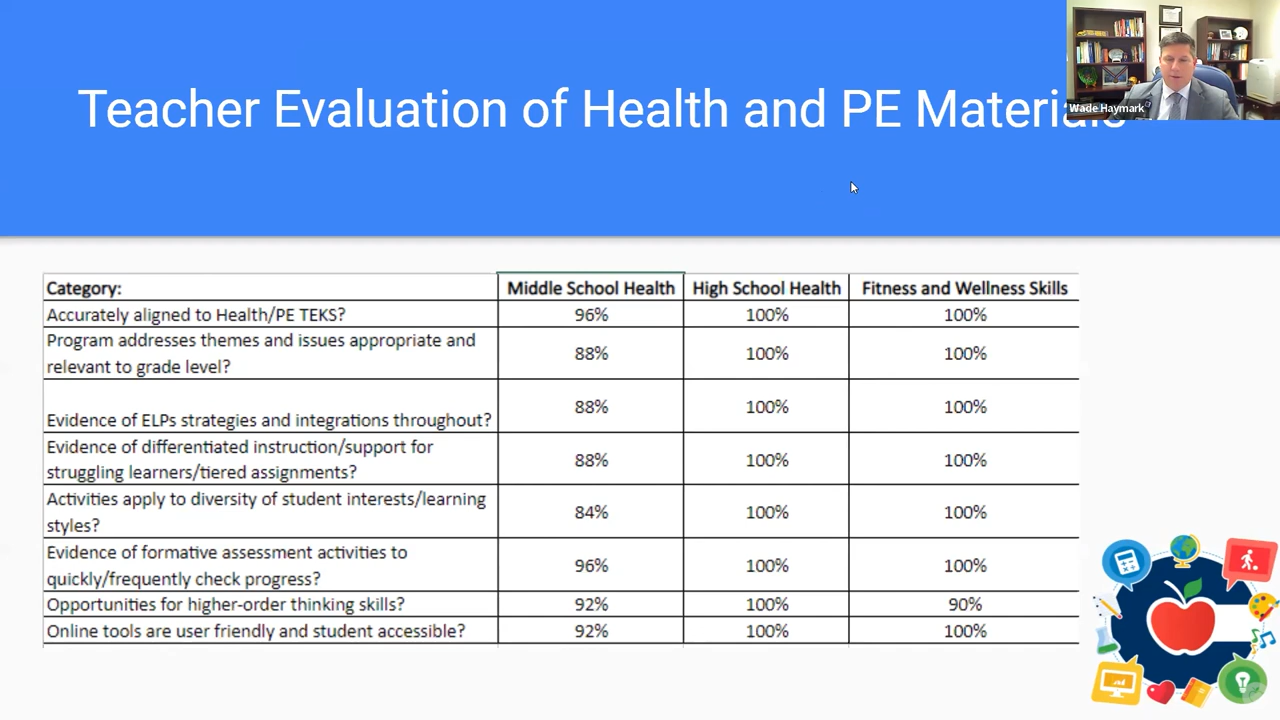 Wade Haymark
Teacher Evaluation of Health and PE Materials
Category: Middle School Health High School Health Fitness and Wellness Skills
Accurately aligned to Health/PE TEKS? 96% 100% 100%
Program addresses themes and issues appropriate and
relevant to grade level? 88% 100% 100%
Evidence of ELPs strategies and integrations throughout? 88% 100% 100%
Evidence of differentiated instruction/support for
struggling learners/tiered assignments? 88% 100% 100%
Activities apply to diversity of student interests/learning
styles? 84% 100% 100%
Evidence of formative assessment activities to
quickly/frequently check progress? 96% 100% 100%
Opportunities for higher-order thinking skills? 92% 100% 90%
Online tools are user friendly and student accessible? 92% 100% 100%